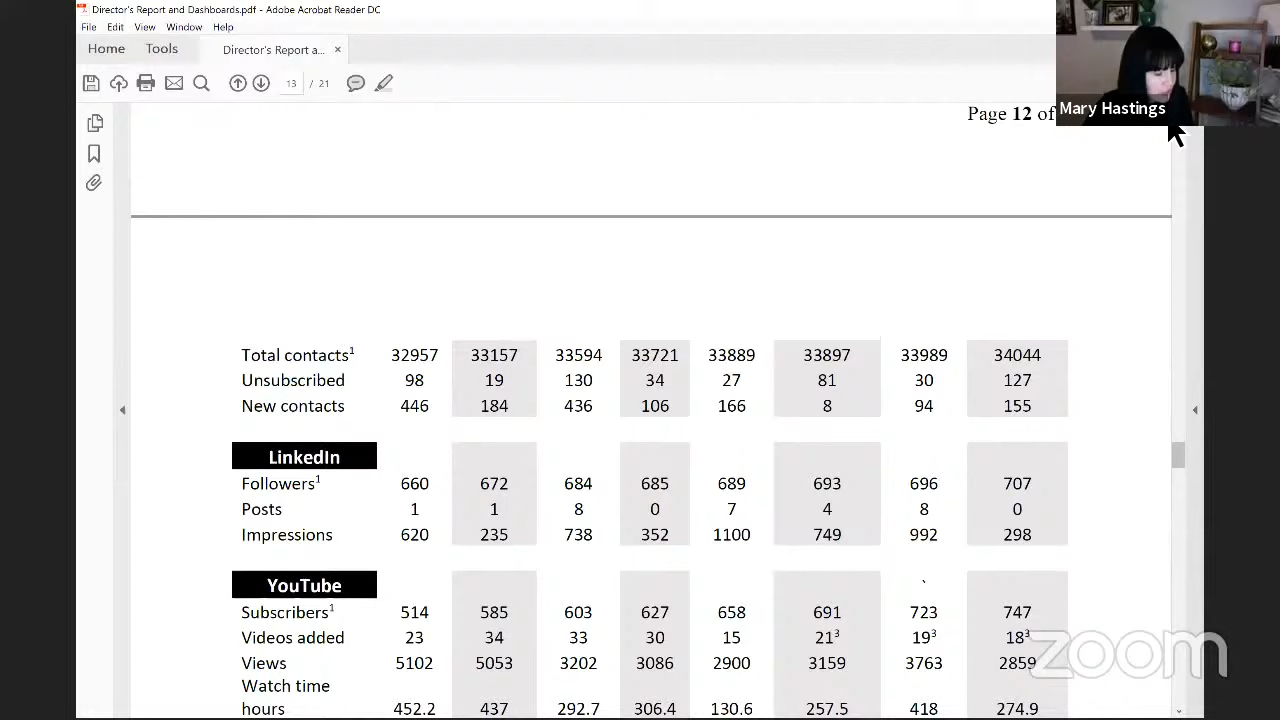 Director's Report and Dashboards.pdf - Adobe Acrobat Reader DC
File Edit View Window Help
Home Tools Director's Report a... ×
13 / 21
Mary Hastings
Page 12 of
Total contacts1 32957 33157 33594 33721 33889 33897 33989 34044
Unsubscribed 98 19 130 34 27 81 30 127
New contacts 446 184 436 106 166 8 94 155
LinkedIn
Followers1 660 672 684 685 689 693 696 707
Posts 1 1 8 0 7 4 8 0
Impressions 620 235 738 352 1100 749 992 298
YouTube `
Subscribers1 514 585 603 627 658 691 723 747
Videos added 23 34 33 30 15 213 193 183
Views 5102 5053 3202 3086 2900 3159 3763 2859
Watch time
hours 452.2 437 292.7 306.4 130.6 257.5 418 274.9
zoom